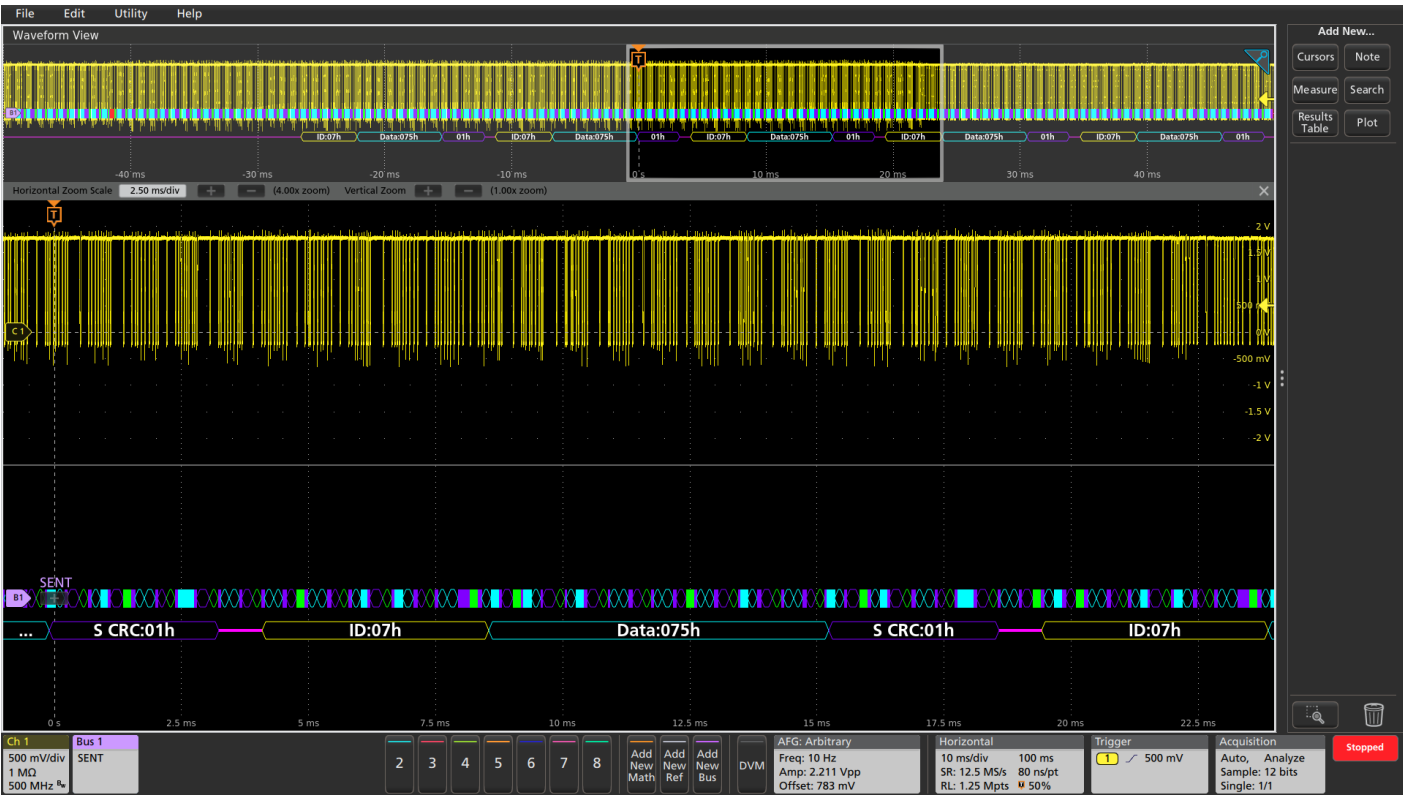 File Edit Utility Help
Add New...
Waveform View
Cursors Note
Measure Search
Results Table Plot
T
B1
ID:07h Data:075h 01h ID:07h Data:075h 01h ID:07h Data:075h 01h ID:07h Data:075h 01h ID:07h Data:075h 01h
-40 ms -30 ms -20 ms -10 ms 0 s 10 ms 20 ms 30 ms 40 ms
Horizontal Zoom Scale 2.50 ms/div + — (4.00x zoom) Vertical Zoom + — (1.00x zoom) ×
T
2 V
1.5 V
1 V
500 m
C 1
0 V
-500 mV
-1 V
-1.5 V
-2 V
SENT
B1 +
... S CRC:01h ID:07h Data:075h S CRC:01h ID:07h
0 s 2.5 ms 5 ms 7.5 ms 10 ms 12.5 ms 15 ms 17.5 ms 20 ms 22.5 ms
Ch 1
500 mV/div
1 MΩ
500 MHz Bw
Bus 1
SENT
2 3 4 5 6 7 8
Add New Math
Add New Ref
Add New Bus
DVM
AFG: Arbitrary
Freq: 10 Hz
Amp: 2.211 Vpp
Offset: 783 mV
Horizontal
10 ms/div 100 ms
SR: 12.5 MS/s 80 ns/pt
RL: 1.25 Mpts 50%
Trigger
1 500 mV
Acquisition
Auto, Analyze
Sample: 12 bits
Single: 1/1
Stopped